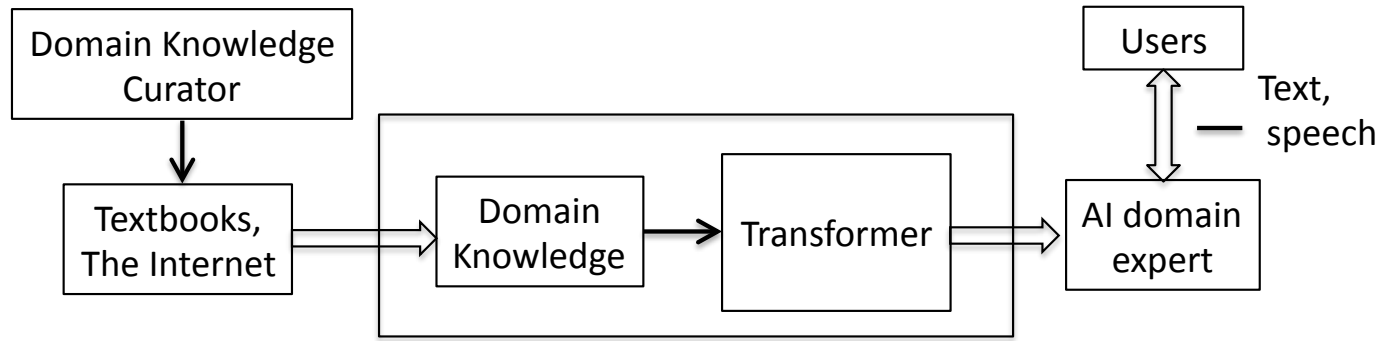 Domain Knowledge
Curator
Textbooks,
The Internet
Domain
Knowledge
Transformer
Users
Text,
speech
AI domain
expert